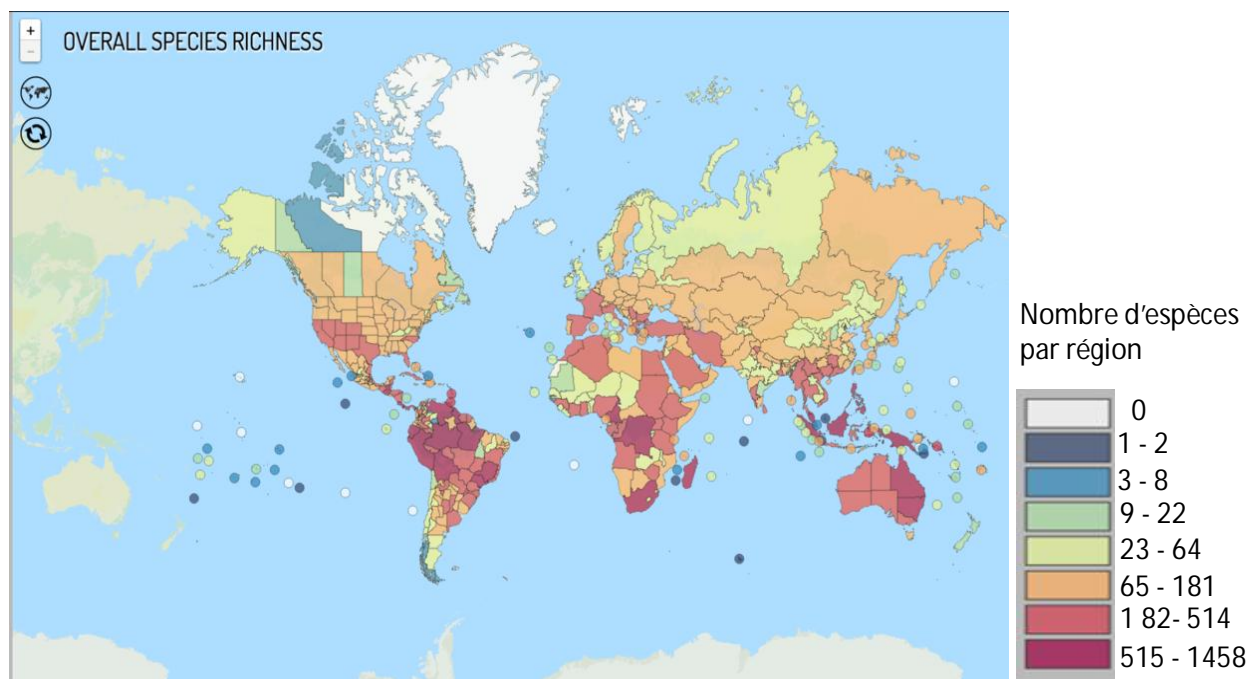 +
-
OVERALL SPECIES RICHNESS
Nombre d'espèces
par région
0
1 - 2
3 - 8
9 - 22
23 - 64
65 - 181
1 82- 514
515 - 1458